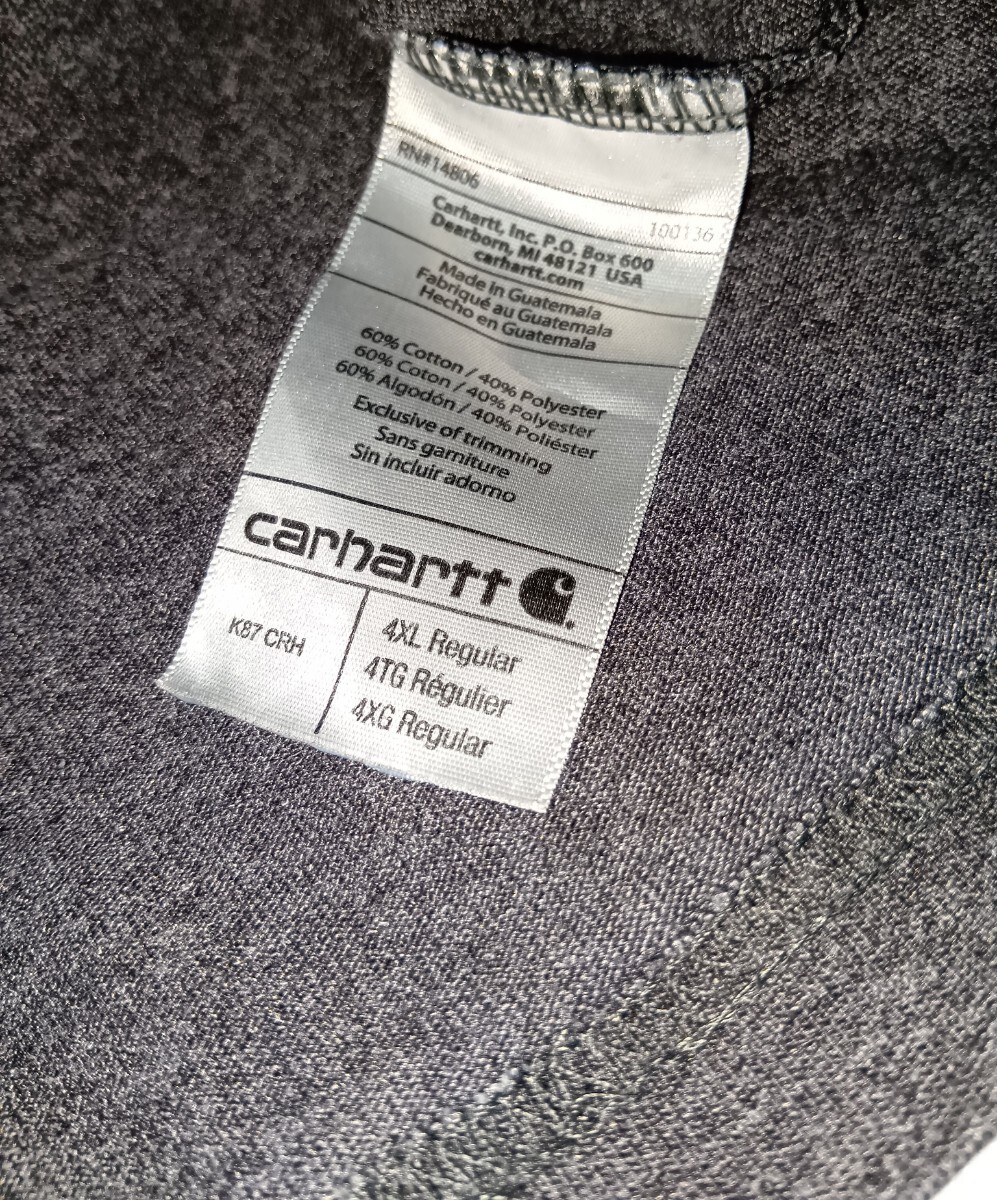 RN#14806
100136
Carhartt, Inc. P.O. Box 600
Dearborn, MI 48121 USA
carhartt.com
Made in Guatemala
Fabriqué au Guatemala
Hecho en Guatemala
60% Cotton / 40% Polyester
60% Coton / 40% Polyester
60% Algodón / 40% Poliéster
Exclusive of trimming
Sans garniture
Sin incluir adorno
carhartt
K87 CRH
4XL Regular
4TG Régulier
4XG Regular